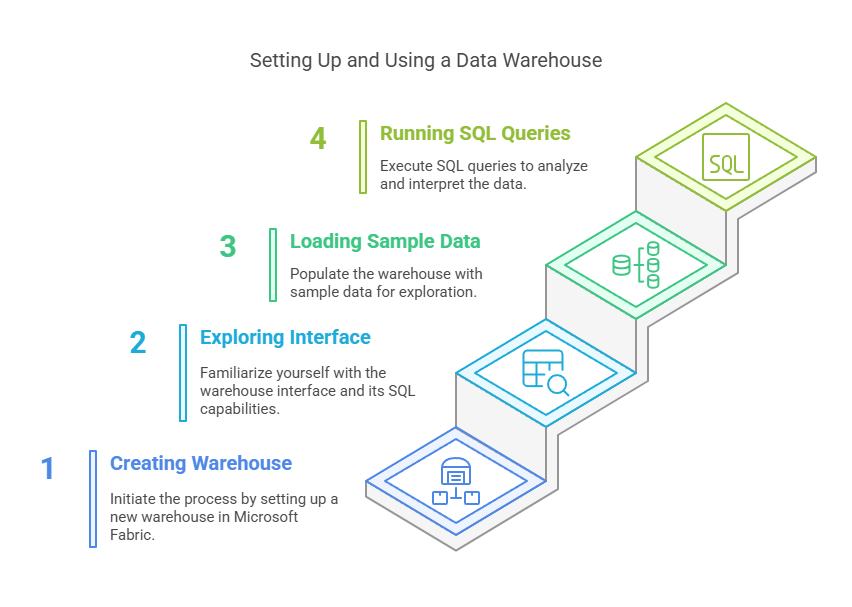 Setting Up and Using a Data Warehouse
4
Running SQL Queries
Execute SQL queries to analyze
and interpret the data.
SQL
3
Loading Sample Data
Populate the warehouse with
sample data for exploration.
2
Exploring Interface
Familiarize yourself with the
warehouse interface and its SQL
capabilities.
1
Creating Warehouse
Initiate the process by setting up a
new warehouse in Microsoft
Fabric.